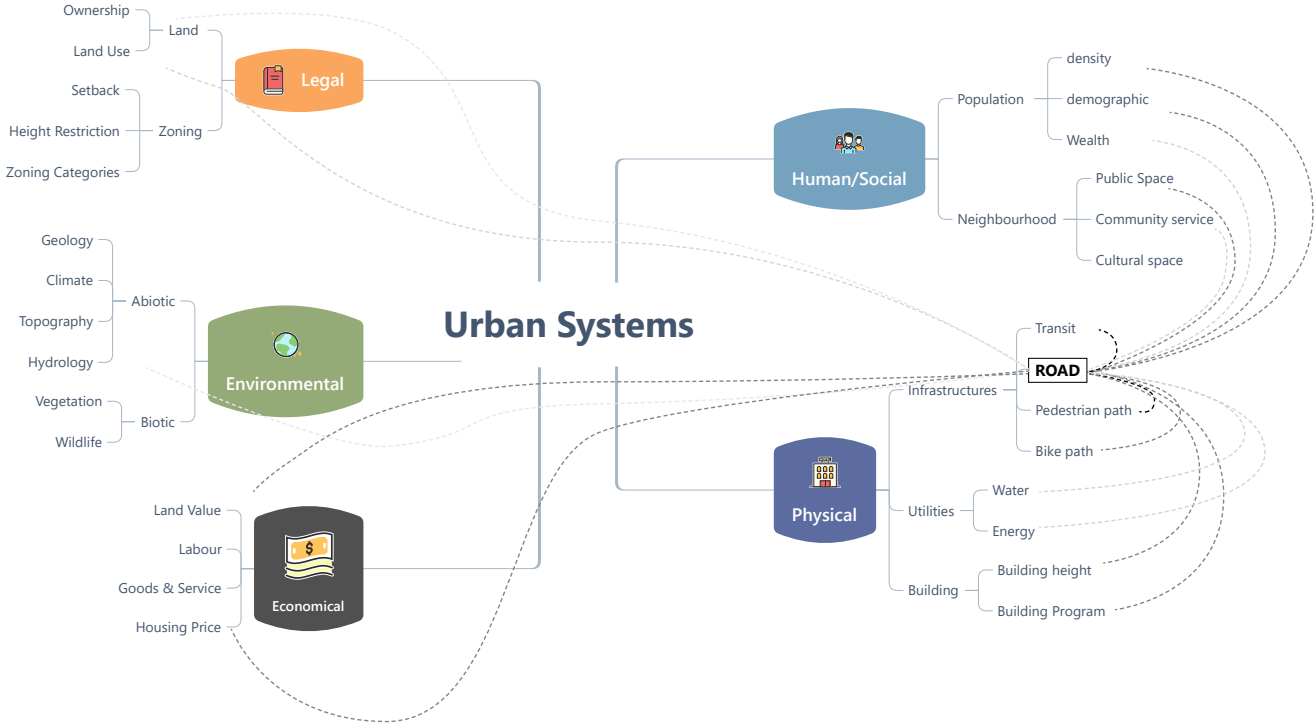 Urban Systems
Legal
Land
Ownership
Land Use
Zoning
Setback
Height Restriction
Zoning Categories
Environmental
Abiotic
Geology
Climate
Topography
Hydrology
Biotic
Vegetation
Wildlife
$
Economical
Land Value
Labour
Goods & Service
Housing Price
Human/Social
Population
density
demographic
Wealth
Neighbourhood
Public Space
Community service
Cultural space
Physical
Infrastructures
Transit
ROAD
Pedestrian path
Bike path
Utilities
Water
Energy
Building
Building height
Building Program